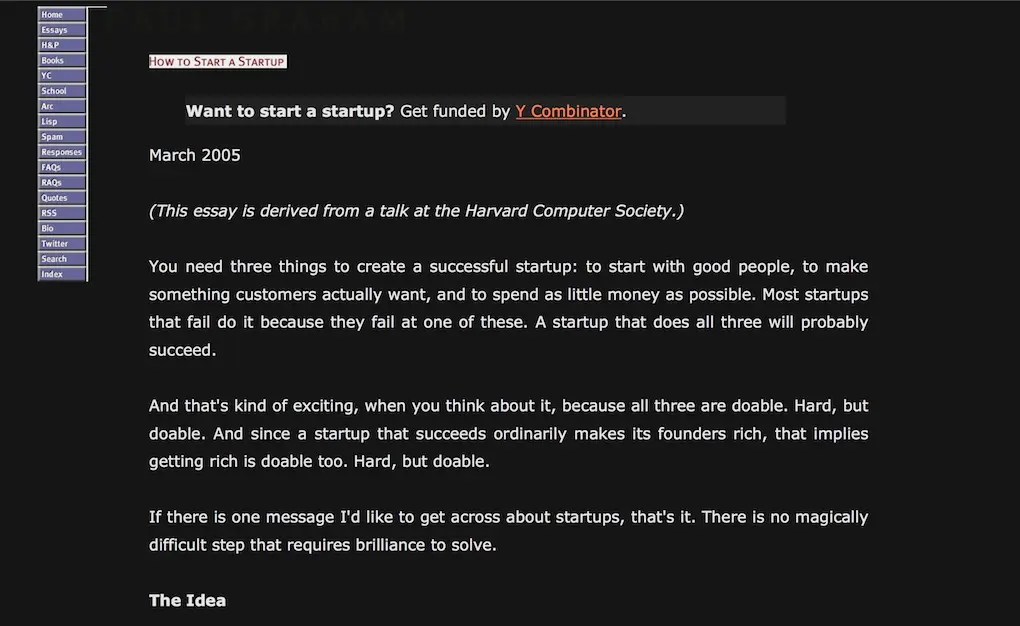 Home
Essays
H&P
Books
YC
School
Arc
Lisp
Spam
Responses
FAQs
RAQs
Quotes
RSS
Bio
Twitter
Search
Index
PAUL GRAHAM
How to Start a Startup
Want to start a startup? Get funded by Y Combinator.
March 2005
(This essay is derived from a talk at the Harvard Computer Society.)
You need three things to create a successful startup: to start with good people, to make
something customers actually want, and to spend as little money as possible. Most startups
that fail do it because they fail at one of these. A startup that does all three will probably
succeed.
And that's kind of exciting, when you think about it, because all three are doable. Hard, but
doable. And since a startup that succeeds ordinarily makes its founders rich, that implies
getting rich is doable too. Hard, but doable.
If there is one message I'd like to get across about startups, that's it. There is no magically
difficult step that requires brilliance to solve.
The Idea